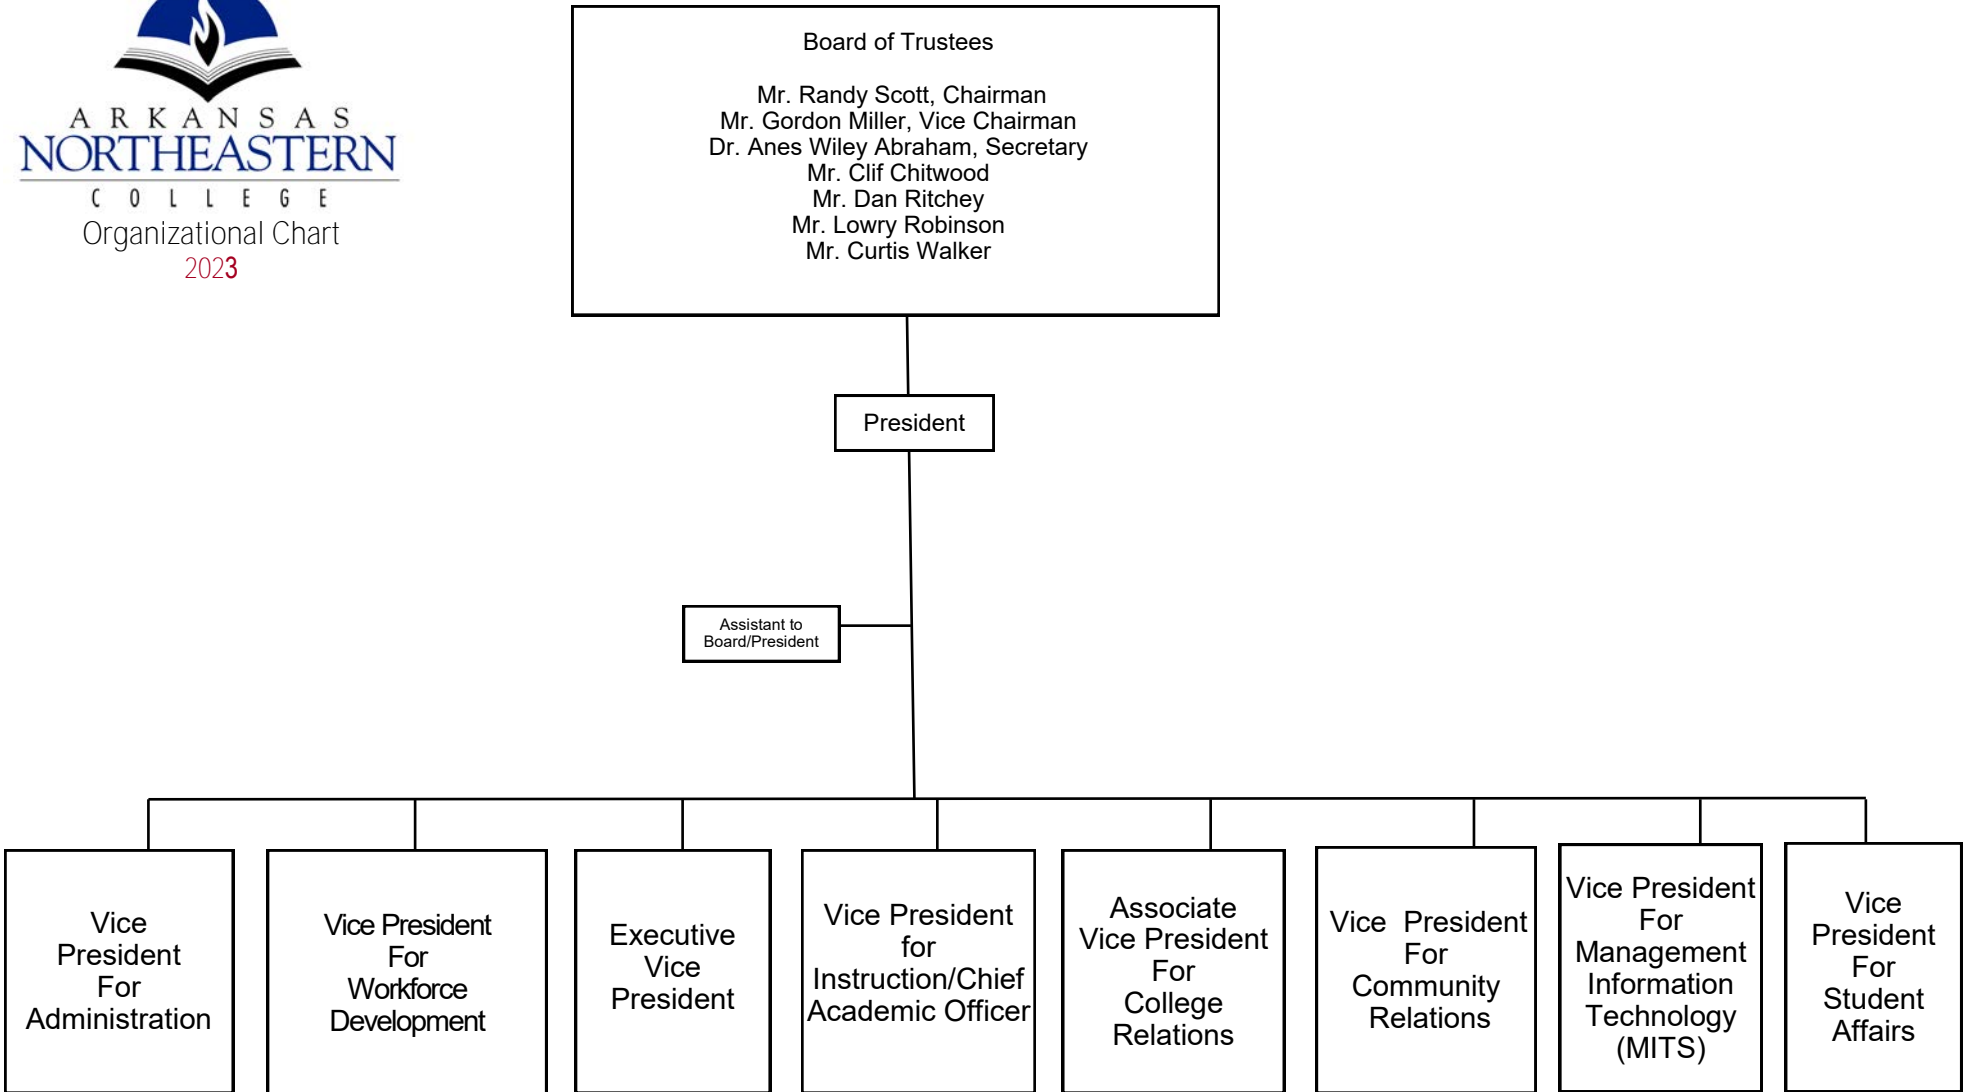 ARKANSAS
NORTHEASTERN
COLLEGE
Organizational Chart
2023
Board of Trustees
Mr. Randy Scott, Chairman
Mr. Gordon Miller, Vice Chairman
Dr. Anes Wiley Abraham, Secretary
Mr. Clif Chitwood
Mr. Dan Ritchey
Mr. Lowry Robinson
Mr. Curtis Walker
President
Assistant to
Board/President
Vice
President
For
Administration
Vice President
For
Workforce
Development
Executive
Vice
President
Vice President
for
Instruction/Chief
Academic Officer
Associate
Vice President
For
College
Relations
Vice President
For
Community
Relations
Vice President
For
Management
Information
Technology
(MITS)
Vice
President
For
Student
Affairs